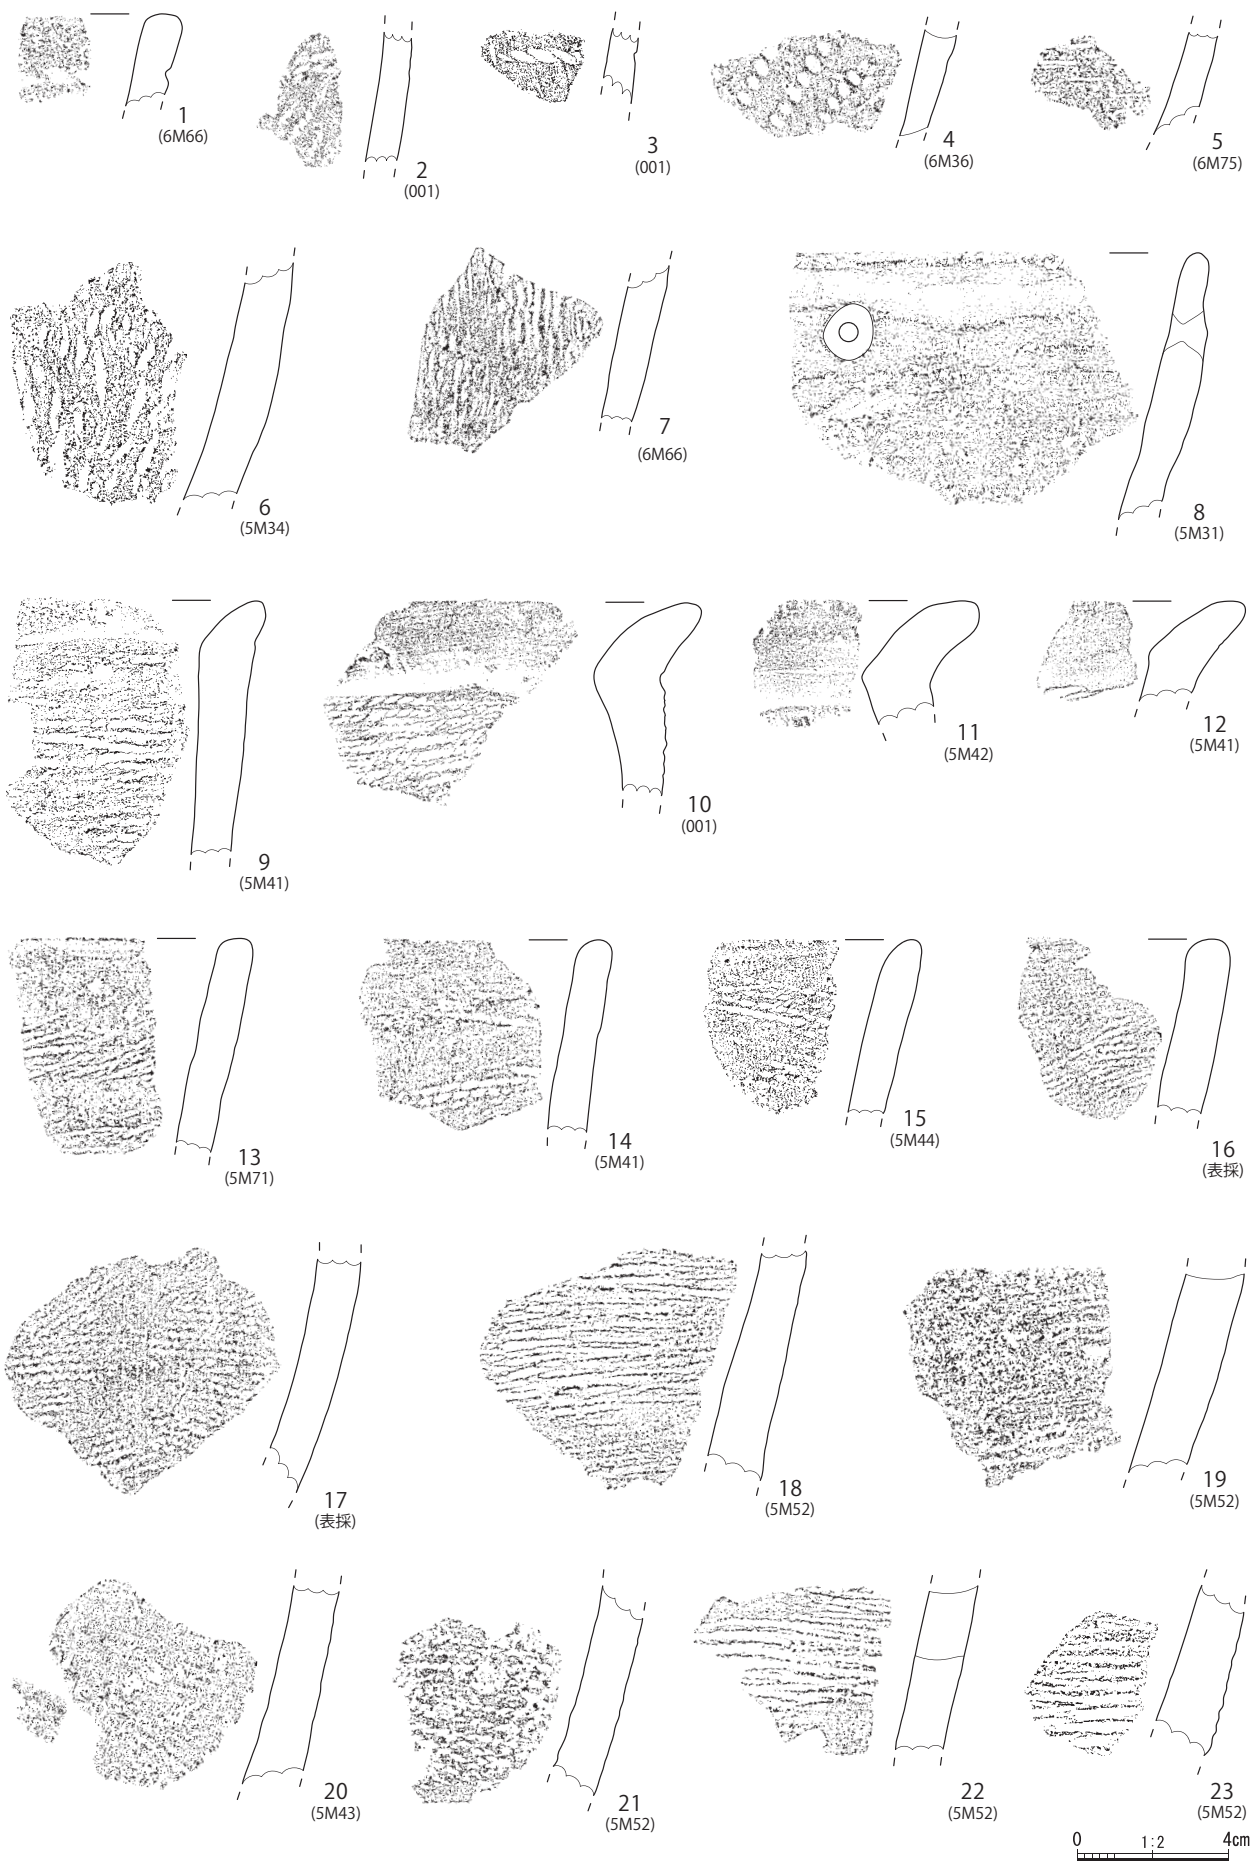 1
(6M66)
2
(001)
3
(001)
4
(6M36)
5
(6M75)
6
(5M34)
7
(6M66)
8
(5M31)
9
(5M41)
10
(001)
11
(5M42)
12
(5M41)
13
(5M71)
14
(5M41)
15
(5M44)
16
(表採)
17
(表採)
18
(5M52)
19
(5M52)
20
(5M43)
21
(5M52)
22
(5M52)
23
(5M52)
0 1:2 4cm